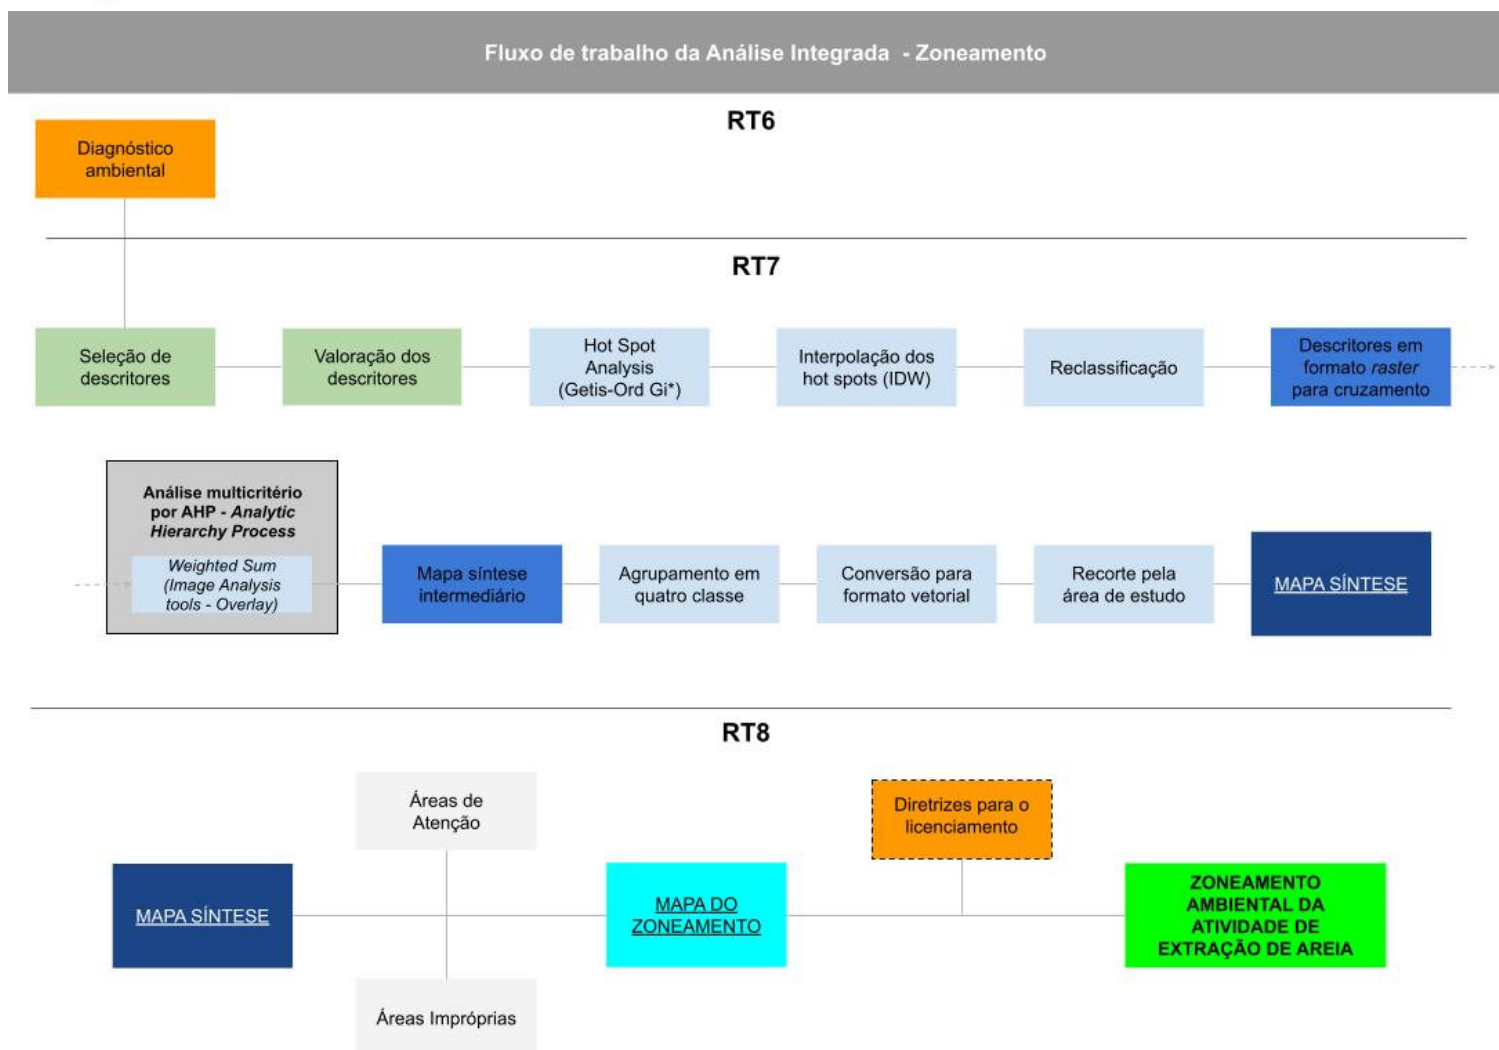 Fluxo de trabalho da Análise Integrada - Zoneamento
RT6
Diagnóstico
ambiental
RT7
Seleção de
descritores
Valoração dos
descritores
Hot Spot
Analysis
(Getis-Ord Gi*)
Interpolação dos
hot spots (IDW)
Reclassificação
Descritores em
formato raster
para cruzamento
Análise multicritério
por AHP - Analytic
Hierarchy Process
Weighted Sum
(Image Analysis
tools - Overlay)
Mapa síntese
intermediário
Agrupamento em
quatro classe
Conversão para
formato vetorial
Recorte pela
área de estudo
MAPA SÍNTESE
RT8
Áreas de
Atenção
Diretrizes para o
licenciamento
MAPA SÍNTESE
MAPA DO
ZONEAMENTO
ZONEAMENTO
AMBIENTAL DA
ATIVIDADE DE
EXTRAÇÃO DE AREIA
Áreas Impróprias